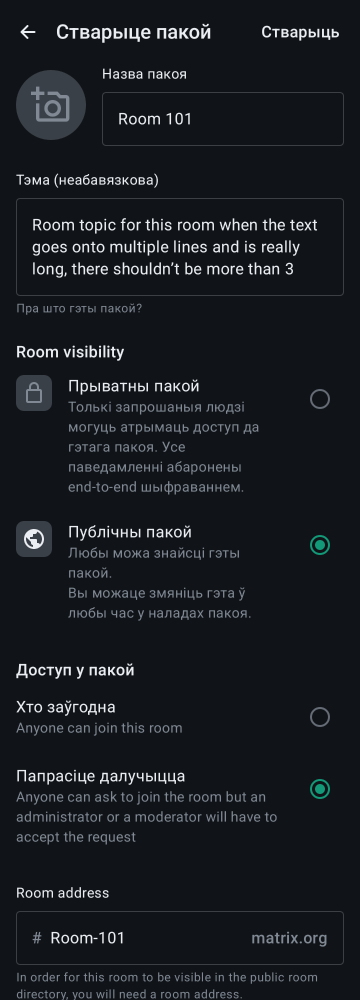 Стварыце пакой
Стварыць
Назва пакоя
Room 101
Тэма (неабавязкова)
Room topic for this room when the text
goes onto multiple lines and is really
long, there shouldn’t be more than 3
Пра што гэты пакой?
Room visibility
Прыватны пакой
Толькі запрошаныя людзі
могуць атрымаць доступ да
гэтага пакоя. Усе
паведамленні абаронены
end-to-end шыфраваннем.
Публічны пакой
Любы можа знайсці гэты
пакой.
Вы можаце змяніць гэта ў
любы час у наладах пакоя.
Доступ у пакой
Хто заўгодна
Anyone can join this room
Папрасіце далучыцца
Anyone can ask to join the room but an
administrator or a moderator will have to
accept the request
Room address
# Room-101 matrix.org
In order for this room to be visible in the public room
directory, you will need a room address.